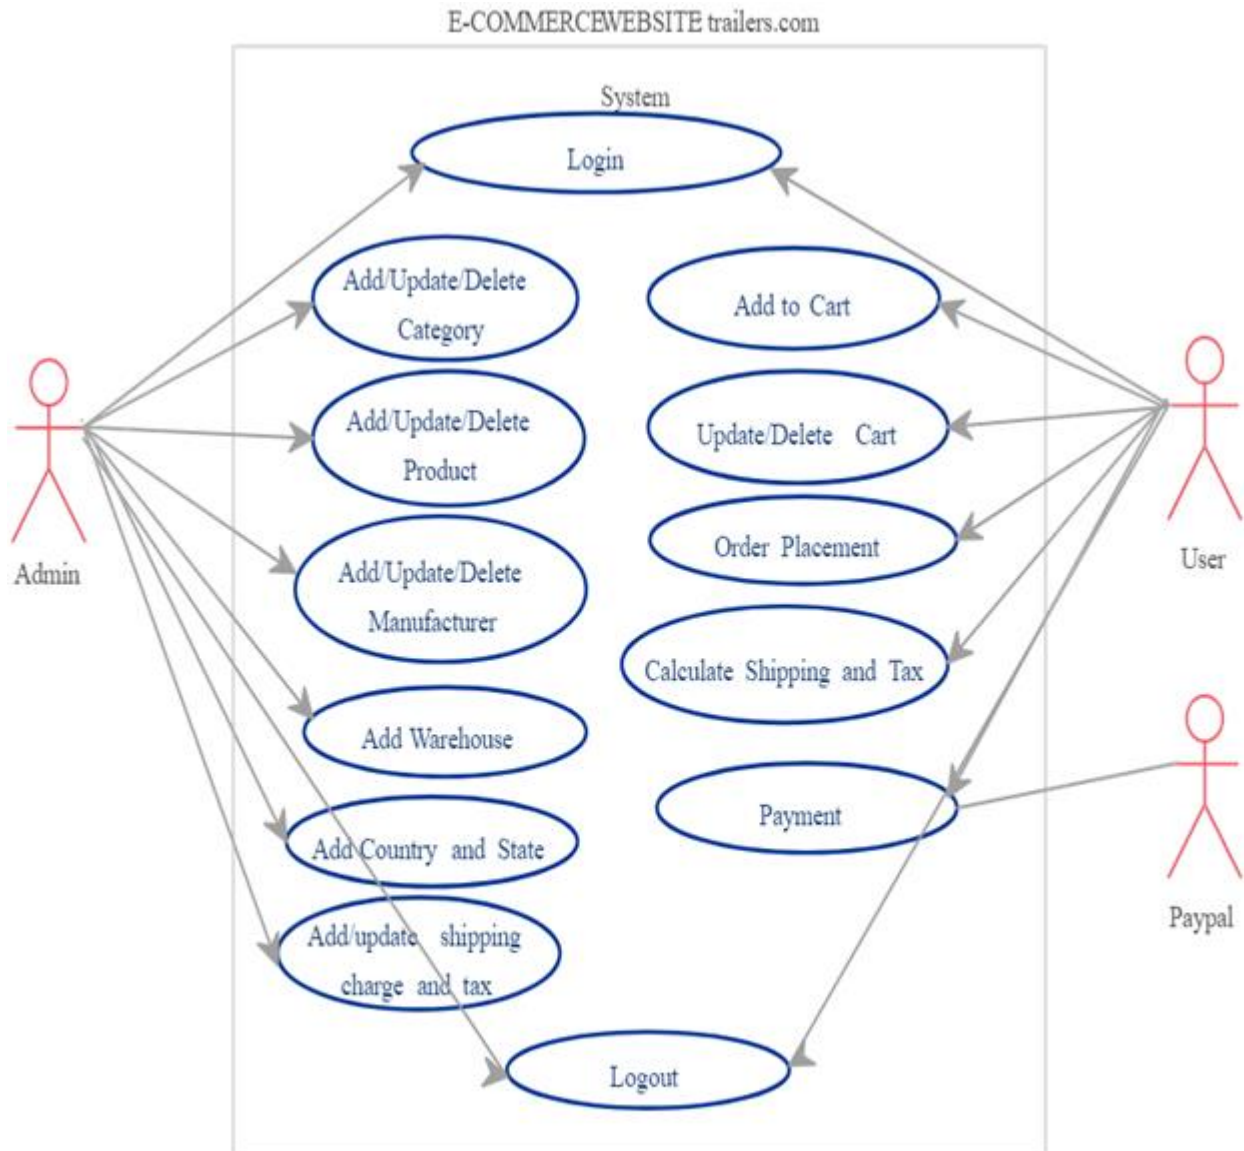 E-COMMERCEWEBSITE trailers.com
System
Login
Add/Update/Delete
Category
Add to Cart
Add/Update/Delete
Product
Update/Delete Cart
Order Placement
Admin
User
Add/Update/Delete
Manufacturer
Calculate Shipping and Tax
Add Warehouse
Payment
Add Country and State
Paypal
Add/update shipping
charge and tax
Logout